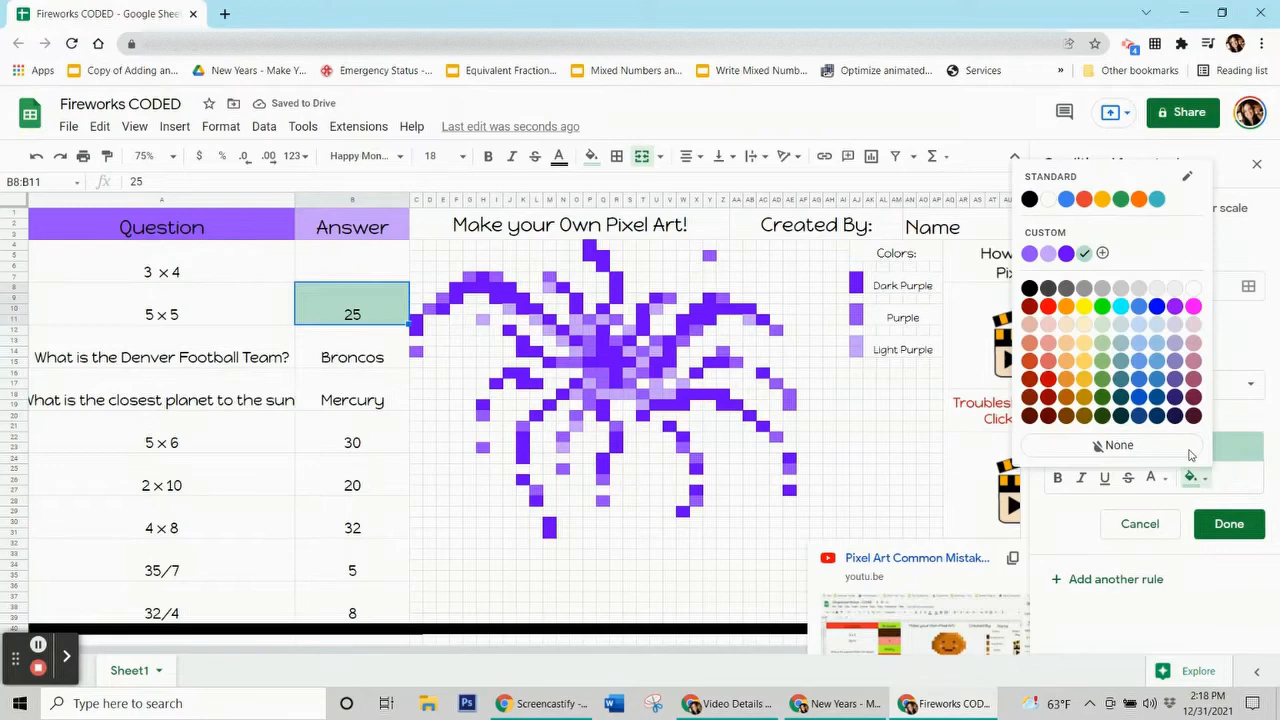 Fireworks CODED - Google Sheet
Apps
Copy of Adding an...
New Years - Make Y...
Emergency Status -...
Equivalent Fraction...
Mixed Numbers an...
Write Mixed Numb...
Optimize animated...
Services
»
Other bookmarks
Reading list
Fireworks CODED
Saved to Drive
Share
File Edit View Insert Format Data Tools Extensions Help Last edit was seconds ago
75% $ % .0 .00 123 Happy Mon... 18 B I S A
B8:B11 fx 25
Question Answer Make your Own Pixel Art! Created By: Name
3 x 4
5 x 5 25
What is the Denver Football Team? Broncos
What is the closest planet to the sun Mercury
5 x 6 30
2 x 10 20
4 x 8 32
35/7 5
32/4 8
Colors:
Dark Purple
Purple
Light Purple
How
Pix
Troubles
Click
Pixel Art Common Mistak...
youtu.be
STANDARD
CUSTOM
None
r scale
B I U S A
Cancel Done
+ Add another rule
Sheet1
Explore
Type here to search
Screencastify -...
Video Details ...
New Years - M...
Fireworks COD...
63°F
2:18 PM
12/31/2021